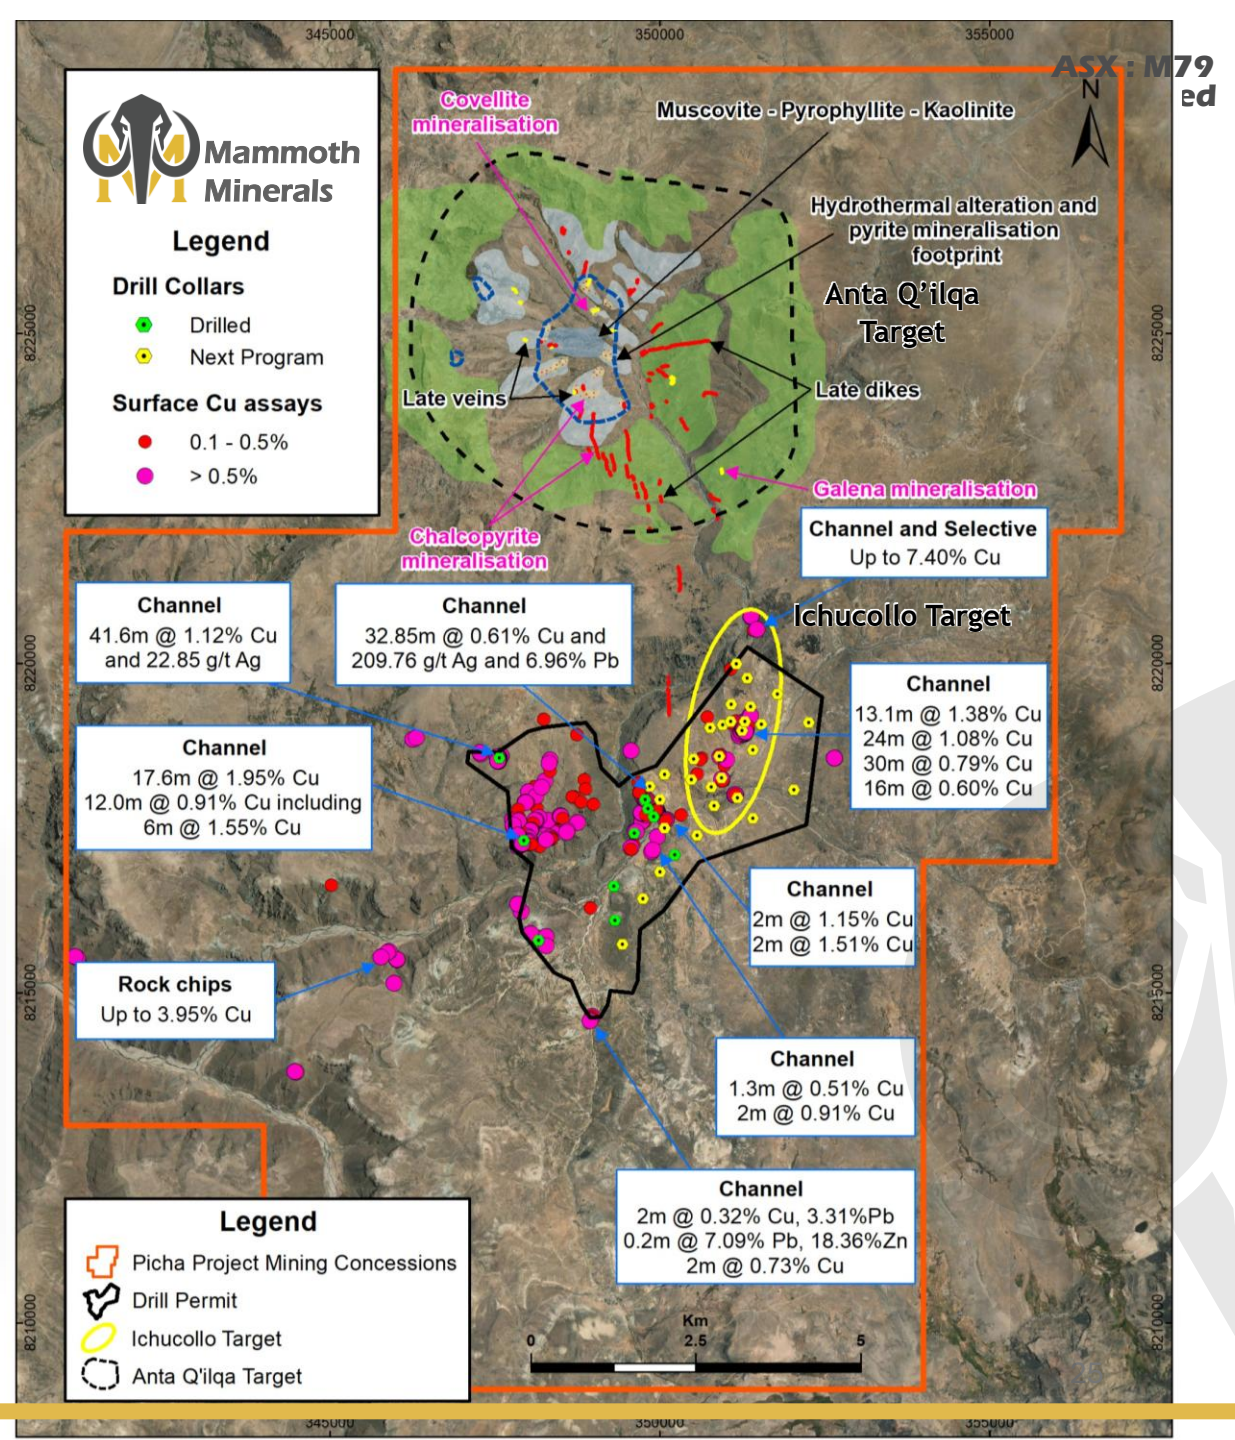 345000
350000
355000
ASX : M79
ed
N
Mammoth
Minerals
Legend
Drill Collars
Drilled
Next Program
Surface Cu assays
0.1 - 0.5%
> 0.5%
Covellite
mineralisation
Muscovite - Pyrophyllite - Kaolinite
Hydrothermal alteration and
pyrite mineralisation
footprint
Anta Q'ilqa
Target
8225000
8225000
Late veins
Late dikes
Galena mineralisation
Chalcopyrite
mineralisation
Channel and Selective
Up to 7.40% Cu
Ichucollo Target
Channel
41.6m @ 1.12% Cu
and 22.85 g/t Ag
Channel
32.85m @ 0.61% Cu and
209.76 g/t Ag and 6.96% Pb
8220000
8220000
Channel
13.1m @ 1.38% Cu
24m @ 1.08% Cu
30m @ 0.79% Cu
16m @ 0.60% Cu
Channel
17.6m @ 1.95% Cu
12.0m @ 0.91% Cu including
6m @ 1.55% Cu
Channel
2m @ 1.15% Cu
2m @ 1.51% Cu
Rock chips
Up to 3.95% Cu
8215000
8215000
Channel
1.3m @ 0.51% Cu
2m @ 0.91% Cu
Channel
2m @ 0.32% Cu, 3.31%Pb
0.2m @ 7.09% Pb, 18.36%Zn
2m @ 0.73% Cu
Legend
Picha Project Mining Concessions
Drill Permit
Ichucollo Target
Anta Q'ilqa Target
Km
0 2.5 5
8210000
8210000
345000
350000
355000